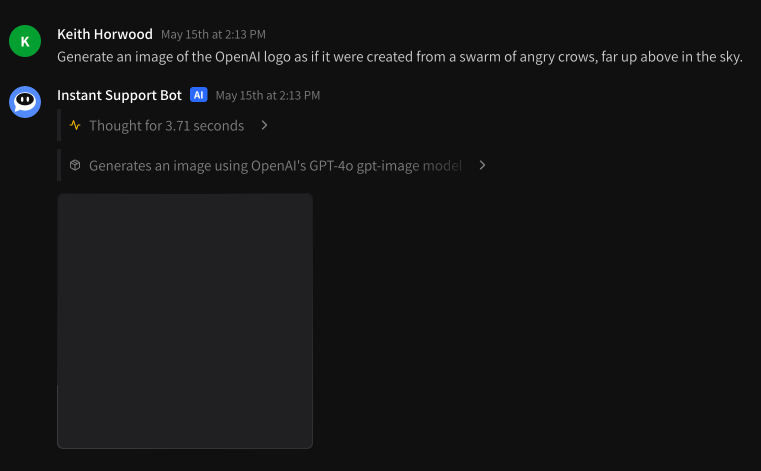 K
Keith Horwood May 15th at 2:13 PM
Generate an image of the OpenAI logo as if it were created from a swarm of angry crows, far up above in the sky.
Instant Support Bot AI May 15th at 2:13 PM
Thought for 3.71 seconds
Generates an image using OpenAI's GPT-4o gpt-image model